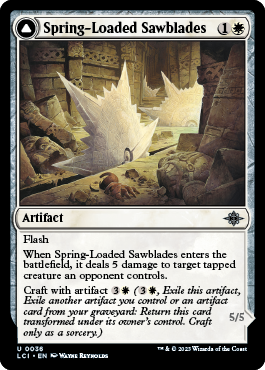 Spring-Loaded Sawblades 1
Artifact
Flash
When Spring-Loaded Sawblades enters the
battlefield, it deals 5 damage to target tapped
creature an opponent controls.
Craft with artifact 3 (3, Exile this artifact,
Exile another artifact you control or an artifact
card from your graveyard: Return this card
transformed under its owner's control. Craft
only as a sorcery.)
5/5
U 0036
LCI • EN WAYNE REYNOLDS
™ & © 2023 Wizards of the Coast